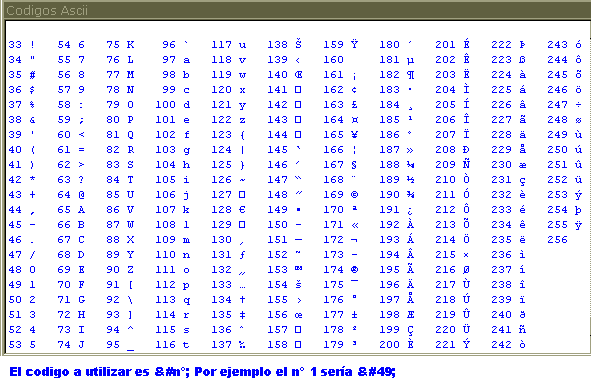 Codigos Ascii
33 ! 54 6 75 K 96 ` 117 u 138 Š 159 Ÿ 180 ´ 201 É 222 Þ 243 ó
34 " 55 7 76 L 97 a 118 v 139 ‹ 160 181 µ 202 Ê 223 ß 244 ô
35 # 56 8 77 M 98 b 119 w 140 Œ 161 ¡ 182 ¶ 203 Ë 224 à 245 õ
36 $ 57 9 78 N 99 c 120 x 141 □ 162 ¢ 183 · 204 Ì 225 á 246 ö
37 % 58 : 79 O 100 d 121 y 142 □ 163 £ 184 ¸ 205 Í 226 â 247 ÷
38 & 59 ; 80 P 101 e 122 z 143 □ 164 ¤ 185 ¹ 206 Î 227 ã 248 ø
39 ' 60 < 81 Q 102 f 123 { 144 □ 165 ¥ 186 º 207 Ï 228 ä 249 ù
40 ( 61 = 82 R 103 g 124 | 145 ‘ 166 ¦ 187 » 208 Ð 229 å 250 ú
41 ) 62 > 83 S 104 h 125 } 146 ’ 167 § 188 ¼ 209 Ñ 230 æ 251 û
42 * 63 ? 84 T 105 i 126 ~ 147 “ 168 ¨ 189 ½ 210 Ò 231 ç 252 ü
43 + 64 @ 85 U 106 j 127 □ 148 ” 169 © 190 ¾ 211 Ó 232 è 253 ý
44 , 65 A 86 V 107 k 128 € 149 • 170 ª 191 ¿ 212 Ô 233 é 254 þ
45 - 66 B 87 W 108 l 129 □ 150 – 171 « 192 À 213 Õ 234 ê 255 ÿ
46 . 67 C 88 X 109 m 130 ‚ 151 — 172 ¬ 193 Á 214 Ö 235 ë 256
47 / 68 D 89 Y 110 n 131 ƒ 152 ˜ 173 - 194 Â 215 × 236 ì
48 0 69 E 90 Z 111 o 132 „ 153 ™ 174 ® 195 Ã 216 Ø 237 í
49 1 70 F 91 [ 112 p 133 … 154 š 175 ¯ 196 Ä 217 Ù 238 î
50 2 71 G 92 \ 113 q 134 † 155 › 176 ° 197 Å 218 Ú 239 ï
51 3 72 H 93 ] 114 r 135 ‡ 156 œ 177 ± 198 Æ 219 Û 240 ð
52 4 73 I 94 ^ 115 s 136 ˆ 157 □ 178 ² 199 Ç 220 Ü 241 ñ
53 5 74 J 95 _ 116 t 137 ‰ 158 □ 179 ³ 200 È 221 Ý 242 ò
El codigo a utilizar es &#n°; Por ejemplo el n° 1 sería &#49;